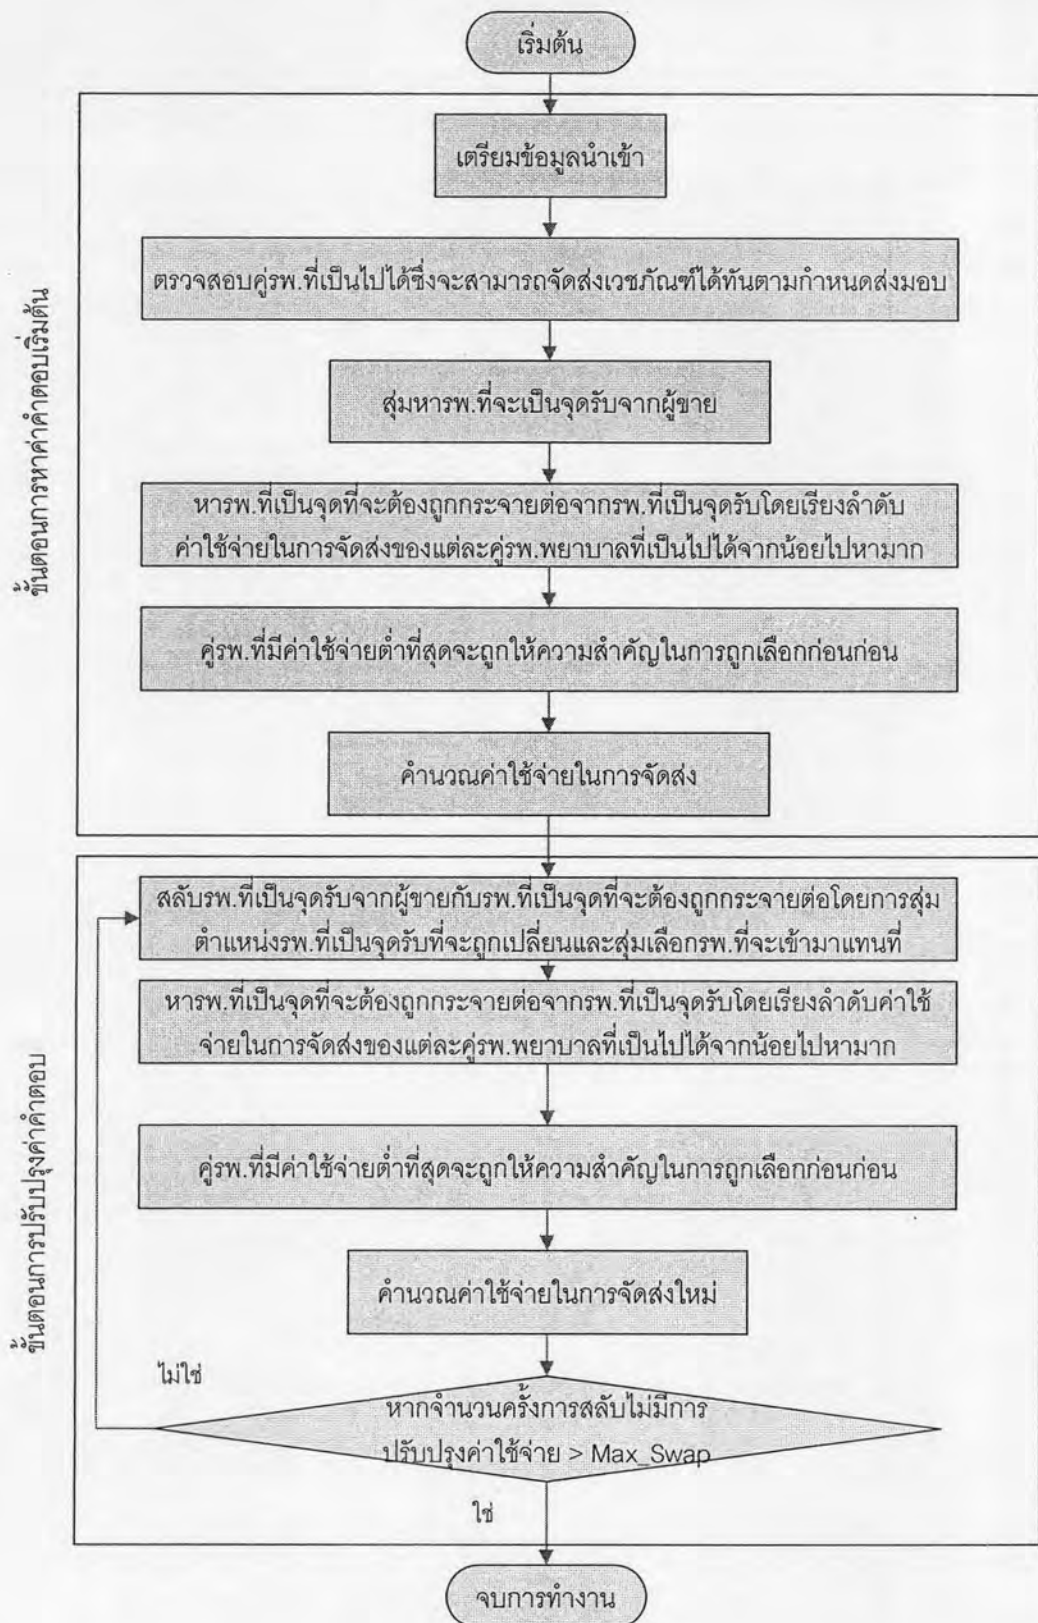 เริ่มต้น
ขั้นตอนการหาค่าคำตอบเริ่มต้น
เตรียมข้อมูลนำเข้า
ตรวจสอบคู่รพ.ที่เป็นไปได้ซึ่งจะสามารถจัดส่งเวชภัณฑ์ได้ทันตามกำหนดส่งมอบ
สุ่มหารพ.ที่จะเป็นจุดรับจากผู้ขาย
หารพ.ที่เป็นจุดที่จะต้องถูกกระจายต่อจากรพ.ที่เป็นจุดรับโดยเรียงลำดับ
ค่าใช้จ่ายในการจัดส่งของแต่ละคู่รพ.พยาบาลที่เป็นไปได้จากน้อยไปหามาก
คู่รพ.ที่มีค่าใช้จ่ายต่ำที่สุดจะถูกให้ความสำคัญในการถูกเลือกก่อนก่อน
คำนวณค่าใช้จ่ายในการจัดส่ง
ขั้นตอนการปรับปรุงค่าคำตอบ
สลับรพ.ที่เป็นจุดรับจากผู้ขายกับรพ.ที่เป็นจุดที่จะต้องถูกกระจายต่อโดยการสุ่ม
ตำแหน่งรพ.ที่เป็นจุดรับที่จะถูกเปลี่ยนและสุ่มเลือกรพ.ที่จะเข้ามาแทนที่
หารพ.ที่เป็นจุดที่จะต้องถูกกระจายต่อจากรพ.ที่เป็นจุดรับโดยเรียงลำดับค่าใช้
จ่ายในการจัดส่งของแต่ละคู่รพ.พยาบาลที่เป็นไปได้จากน้อยไปหามาก
คู่รพ.ที่มีค่าใช้จ่ายต่ำที่สุดจะถูกให้ความสำคัญในการถูกเลือกก่อนก่อน
คำนวณค่าใช้จ่ายในการจัดส่งใหม่
ไม่ใช่
หากจำนวนครั้งการสลับไม่มีการ
ปรับปรุงค่าใช้จ่าย > Max_Swap
ใช่
จบการทำงาน